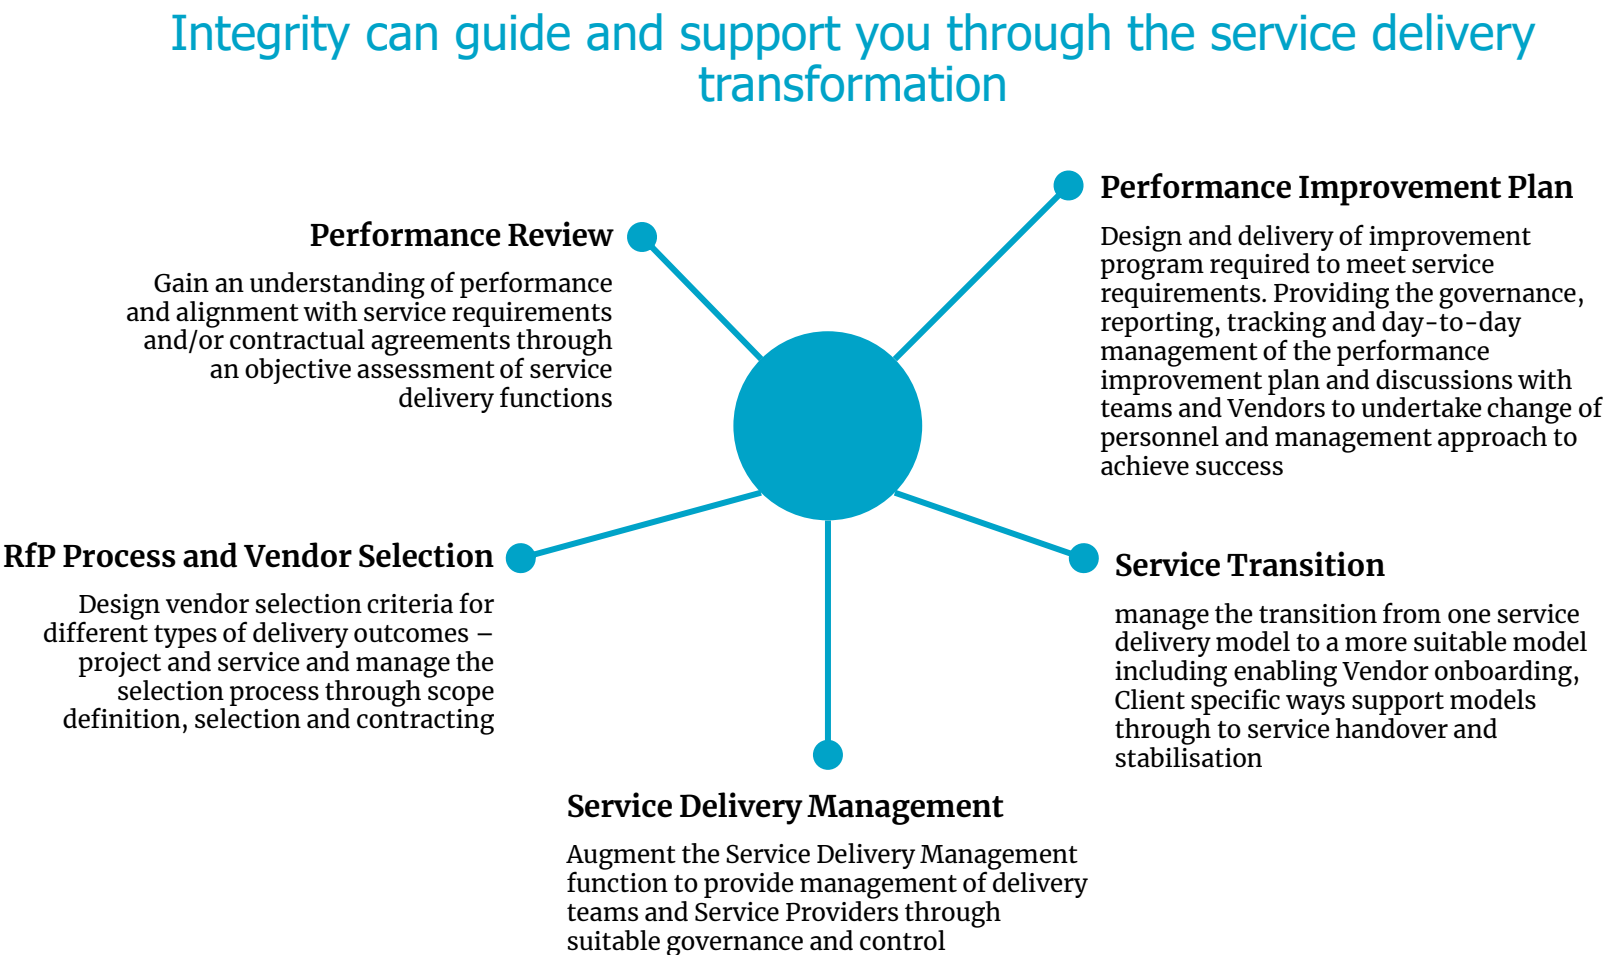 Integrity can guide and support you through the service delivery
transformation
Performance Review
Gain an understanding of performance
and alignment with service requirements
and/or contractual agreements through
an objective assessment of service
delivery functions
Performance Improvement Plan
Design and delivery of improvement
program required to meet service
requirements. Providing the governance,
reporting, tracking and day-to-day
management of the performance
improvement plan and discussions with
teams and Vendors to undertake change of
personnel and management approach to
achieve success
RfP Process and Vendor Selection
Design vendor selection criteria for
different types of delivery outcomes –
project and service and manage the
selection process through scope
definition, selection and contracting
Service Transition
manage the transition from one service
delivery model to a more suitable model
including enabling Vendor onboarding,
Client specific ways support models
through to service handover and
stabilisation
Service Delivery Management
Augment the Service Delivery Management
function to provide management of delivery
teams and Service Providers through
suitable governance and control